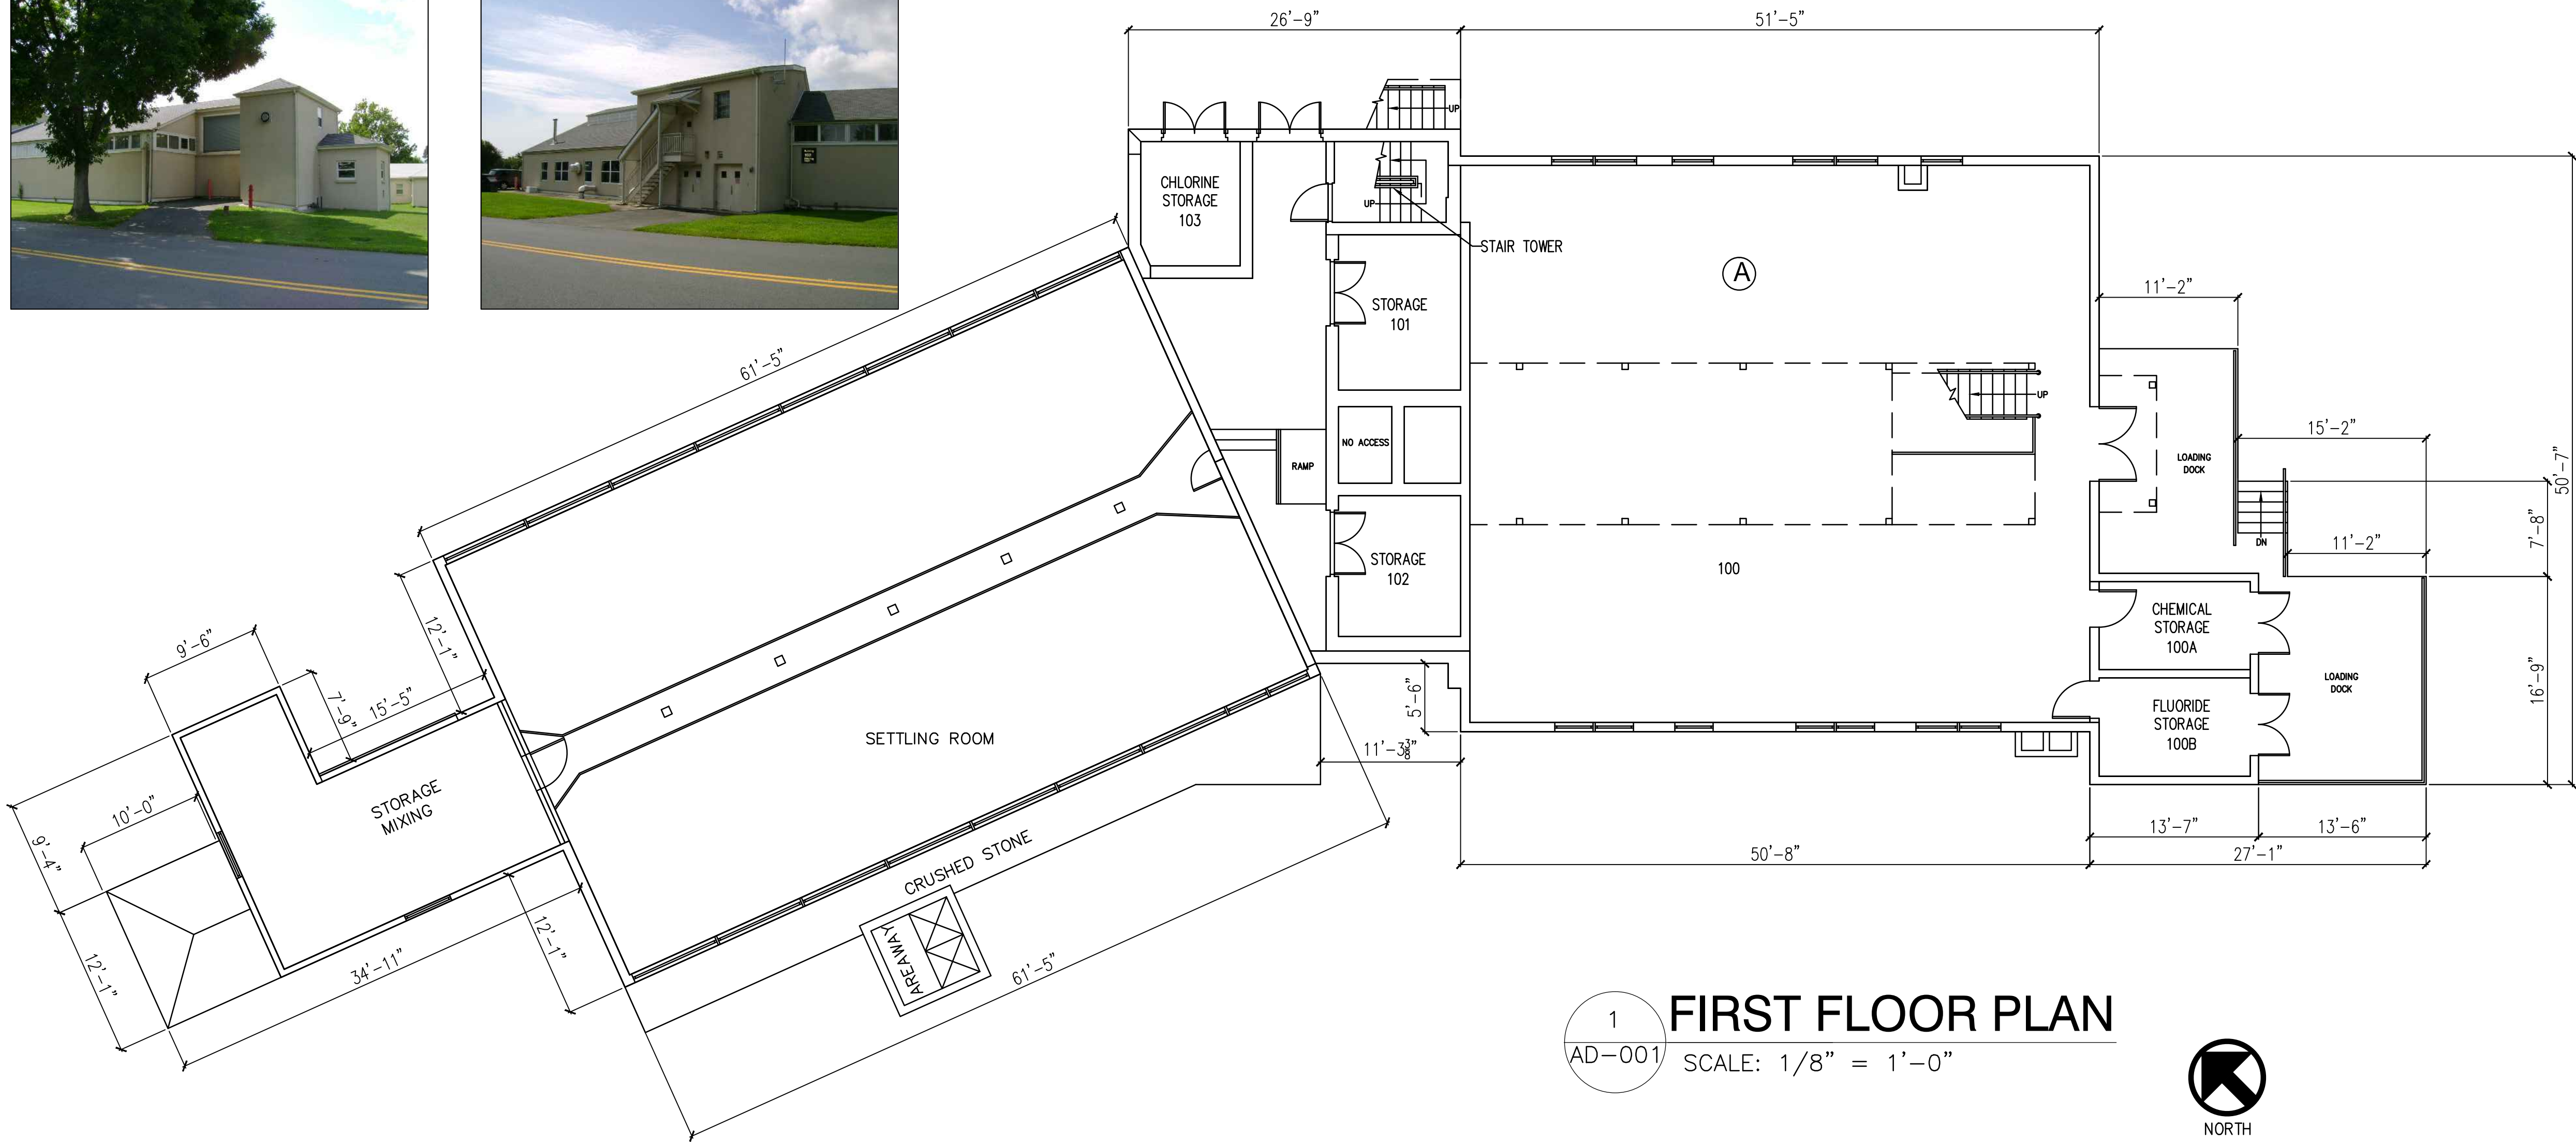 26'-9"
51'-5"
UP
CHLORINE
STORAGE
103
UP
STAIR TOWER
A
STORAGE
101
11'-2"
61'-5"
UP
15'-2"
NO ACCESS
RAMP
LOADING
DOCK
50'-7"
7'-8"
DN
11'-2"
STORAGE
102
100
12'-1"
9'-6"
7'-9"
15'-5"
CHEMICAL
STORAGE
100A
LOADING
DOCK
16'-9"
5'-6"
FLUORIDE
STORAGE
100B
SETTLING ROOM
11'-3 3/8"
STORAGE
MIXING
10'-0"
9'-4"
13'-7"
13'-6"
50'-8"
27'-1"
CRUSHED STONE
AREAWAY
12'-1"
34'-11"
12'-1"
61'-5"
1
AD-001
FIRST FLOOR PLAN
SCALE: 1/8" = 1'-0"
NORTH